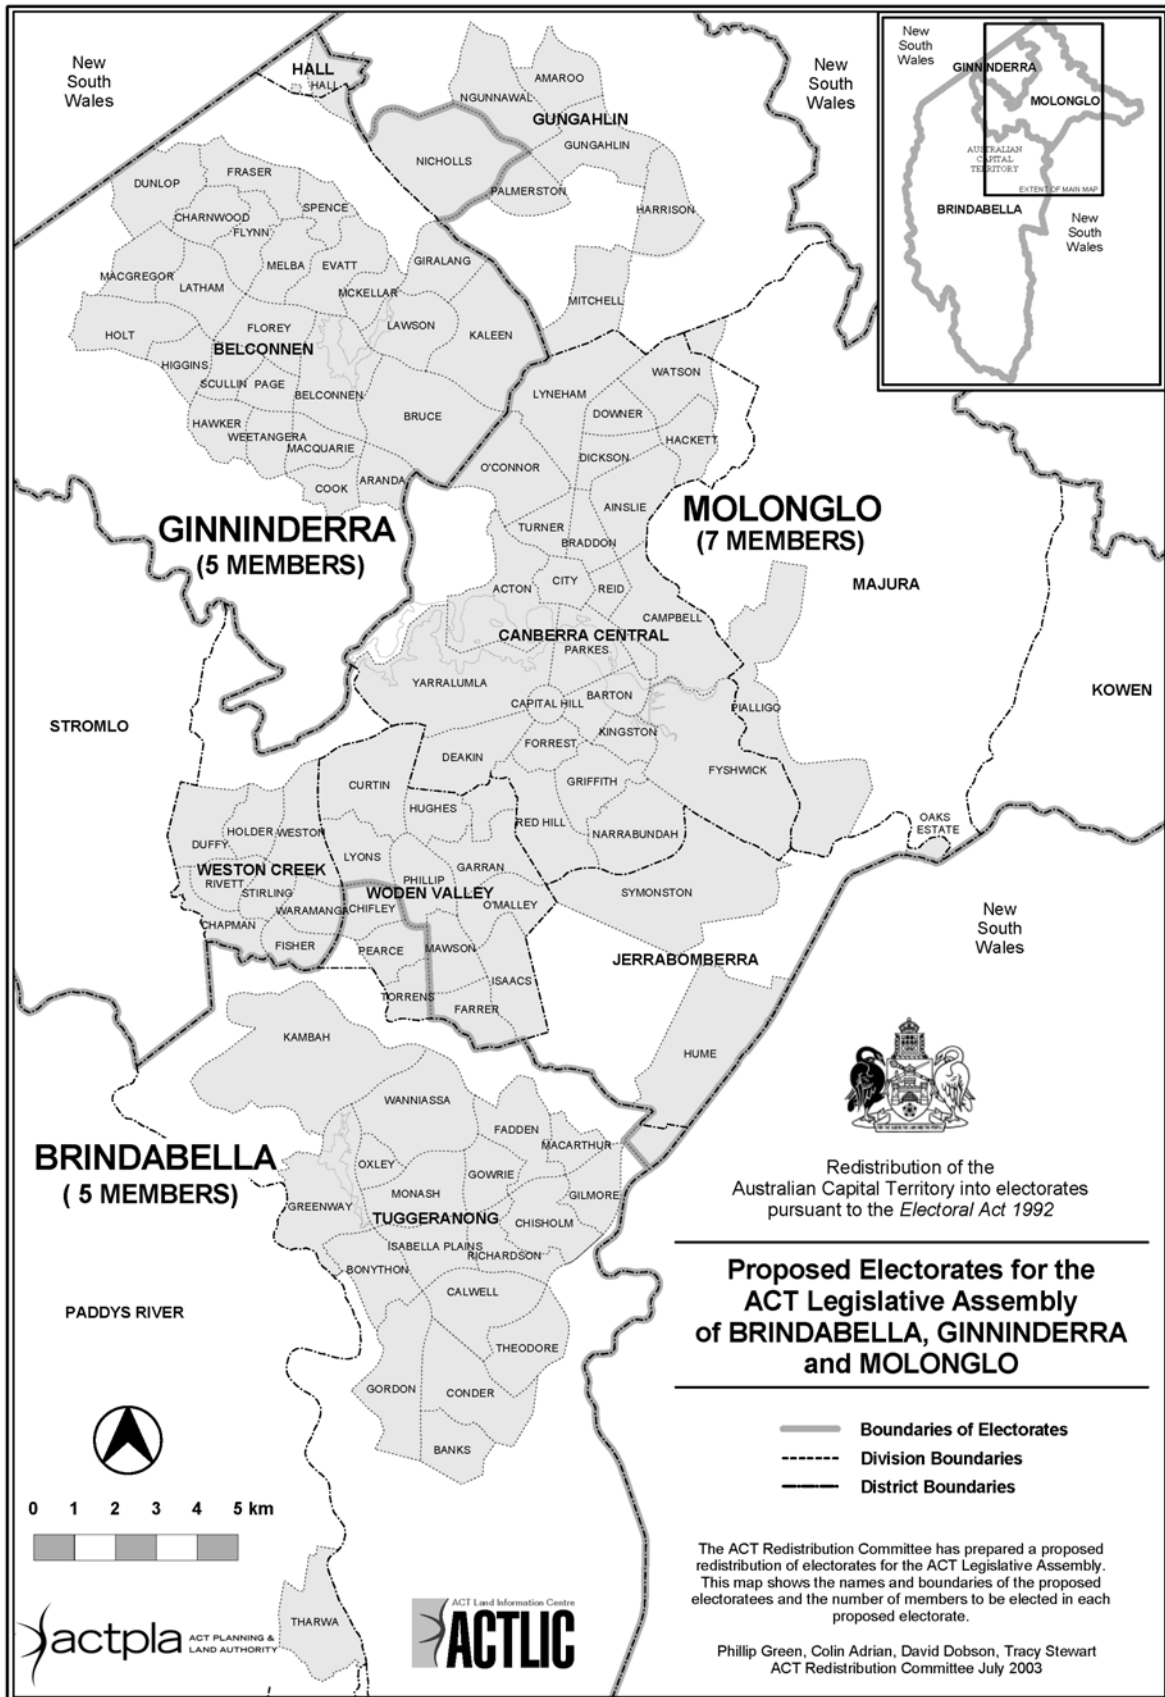 New
South
Wales
HALL
HALL
AMAROO
NGUNNAWAL
GUNGAHLIN
GUNGAHLIN
NICHOLLS
PALMERSTON
HARRISON
MITCHELL
New
South
Wales
New
South
Wales
GINNINDERRA
MOLONGLO
AUSTRALIAN
CAPITAL
TERRITORY
EXTENT OF MAIN MAP
BRINDABELLA
New
South
Wales
DUNLOP
FRASER
SPENCE
CHARNWOOD
FLYNN
MELBA
EVATT
GIRALANG
MACGREGOR
LATHAM
MCKELLAR
HOLT
FLOREY
LAWSON
KALEEN
BELCONNEN
HIGGINS
SCULLIN
PAGE
BELCONNEN
HAWKER
WEETANGERA
MACQUARIE
BRUCE
COOK
ARANDA
GINNINDERRA
(5 MEMBERS)
WATSON
LYNEHAM
DOWNER
HACKETT
DICKSON
O'CONNOR
AINSLIE
TURNER
BRADDON
MOLONGLO
(7 MEMBERS)
MAJURA
CITY
ACTON
REID
CAMPBELL
CANBERRA CENTRAL
PARKES
YARRALUMLA
BARTON
CAPITAL HILL
PIALLIGO
KINGSTON
KOWEN
STROMLO
DEAKIN
FORREST
FYSHWICK
GRIFFITH
CURTIN
HUGHES
RED HILL
NARRABUNDAH
OAKS
ESTATE
HOLDER
WESTON
DUFFY
LYONS
GARRAN
WESTON CREEK
RIVETT
STIRLING
PHILLIP
WODEN VALLEY
SYMONSTON
WARAMANGA
CHIFLEY
O'MALLEY
CHAPMAN
FISHER
PEARCE
MAWSON
New
South
Wales
JERRABOMBERRA
ISAACS
TORRENS
FARRER
KAMBAH
HUME
WANNIASSA
FADDEN
MACARTHUR
BRINDABELLA
( 5 MEMBERS)
OXLEY
GOWRIE
MONASH
GILMORE
GREENWAY
TUGGERANONG
CHISHOLM
ISABELLA PLAINS
RICHARDSON
BONYTHON
CALWELL
PADDYS RIVER
THEODORE
GORDON
CONDER
BANKS
THARWA
Redistribution of the
Australian Capital Territory into electorates
pursuant to the Electoral Act 1992
Proposed Electorates for the
ACT Legislative Assembly
of BRINDABELLA, GINNINDERRA
and MOLONGLO
Boundaries of Electorates
Division Boundaries
District Boundaries
0 1 2 3 4 5 km
The ACT Redistribution Committee has prepared a proposed
redistribution of electorates for the ACT Legislative Assembly.
This map shows the names and boundaries of the proposed
electoratees and the number of members to be elected in each
proposed electorate.
Phillip Green, Colin Adrian, David Dobson, Tracy Stewart
ACT Redistribution Committee July 2003
actpla
ACT PLANNING &
LAND AUTHORITY
ACT Land Information Centre
ACTLIC